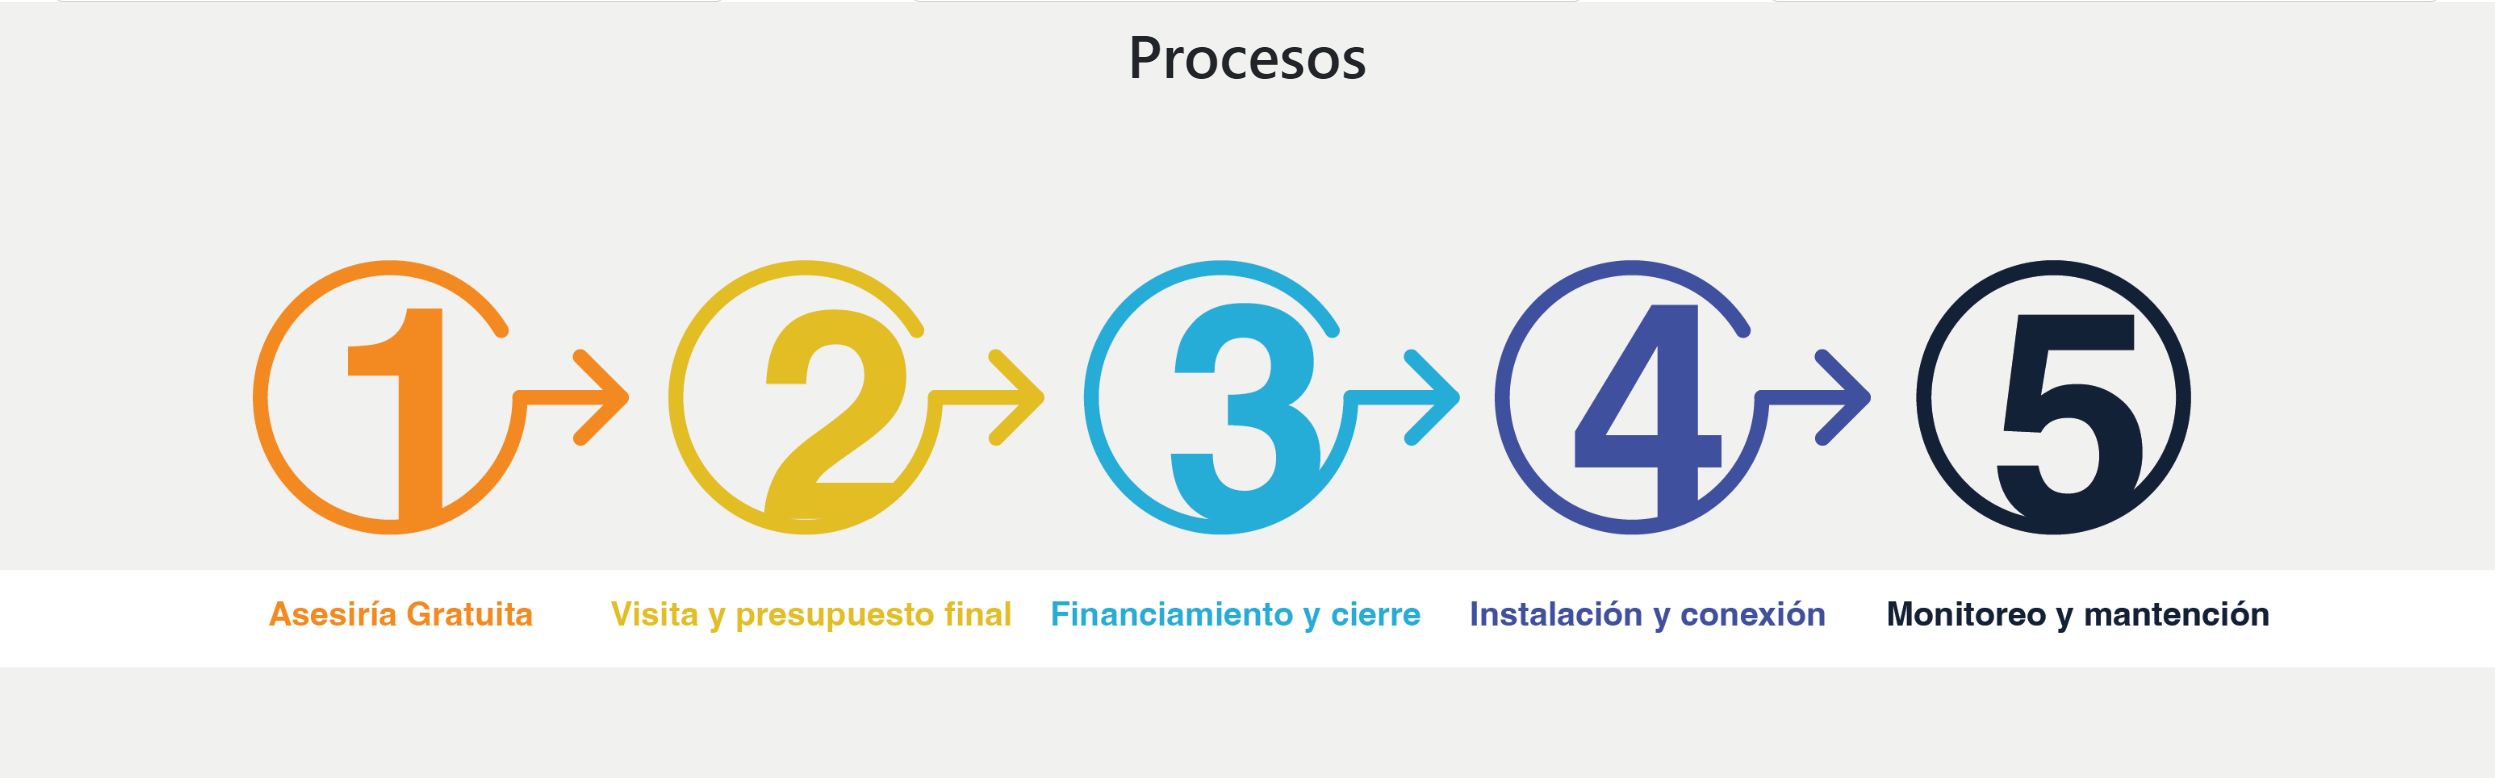 Procesos
1 2 3 4 5
Asesiría Gratuita Visita y presupuesto final Financiamiento y cierre Instalación y conexión Monitoreo y mantención